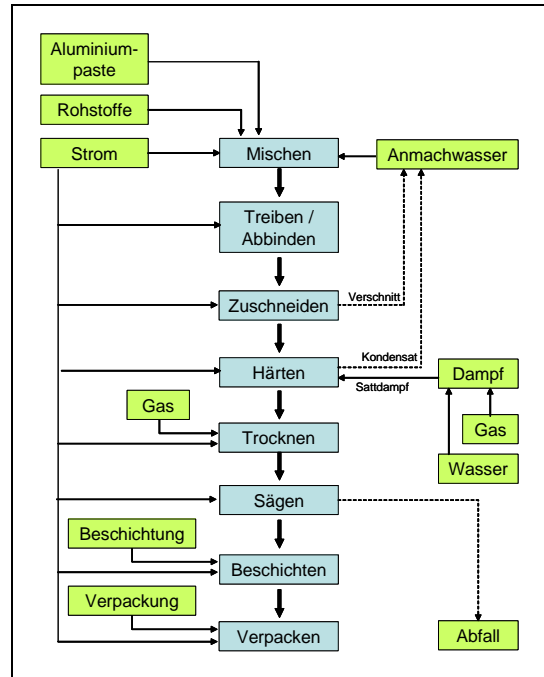 Aluminium-
paste
Rohstoffe
Strom
Mischen
Anmachwasser
Treiben /
Abbinden
Zuschneiden
Verschnitt
Kondensat
Härten
Sattdampf
Dampf
Gas
Gas
Trocknen
Wasser
Sägen
Beschichtung
Beschichten
Verpackung
Verpacken
Abfall